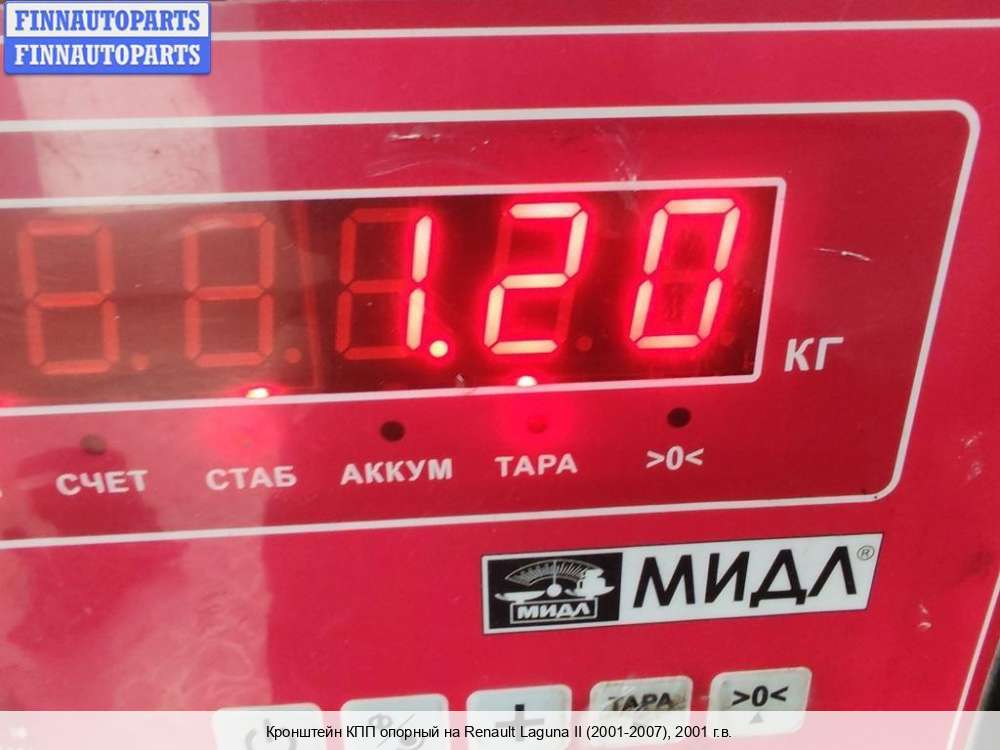 FINNAUTOPARTS
FINNAUTOPARTS
1.20
КГ
СЧЕТ СТАБ АККУМ ТАРА >0<
МИДЛ МИДЛ®
ТАРА >0<
Кронштейн КПП опорный на Renault Laguna II (2001-2007), 2001 г.в.